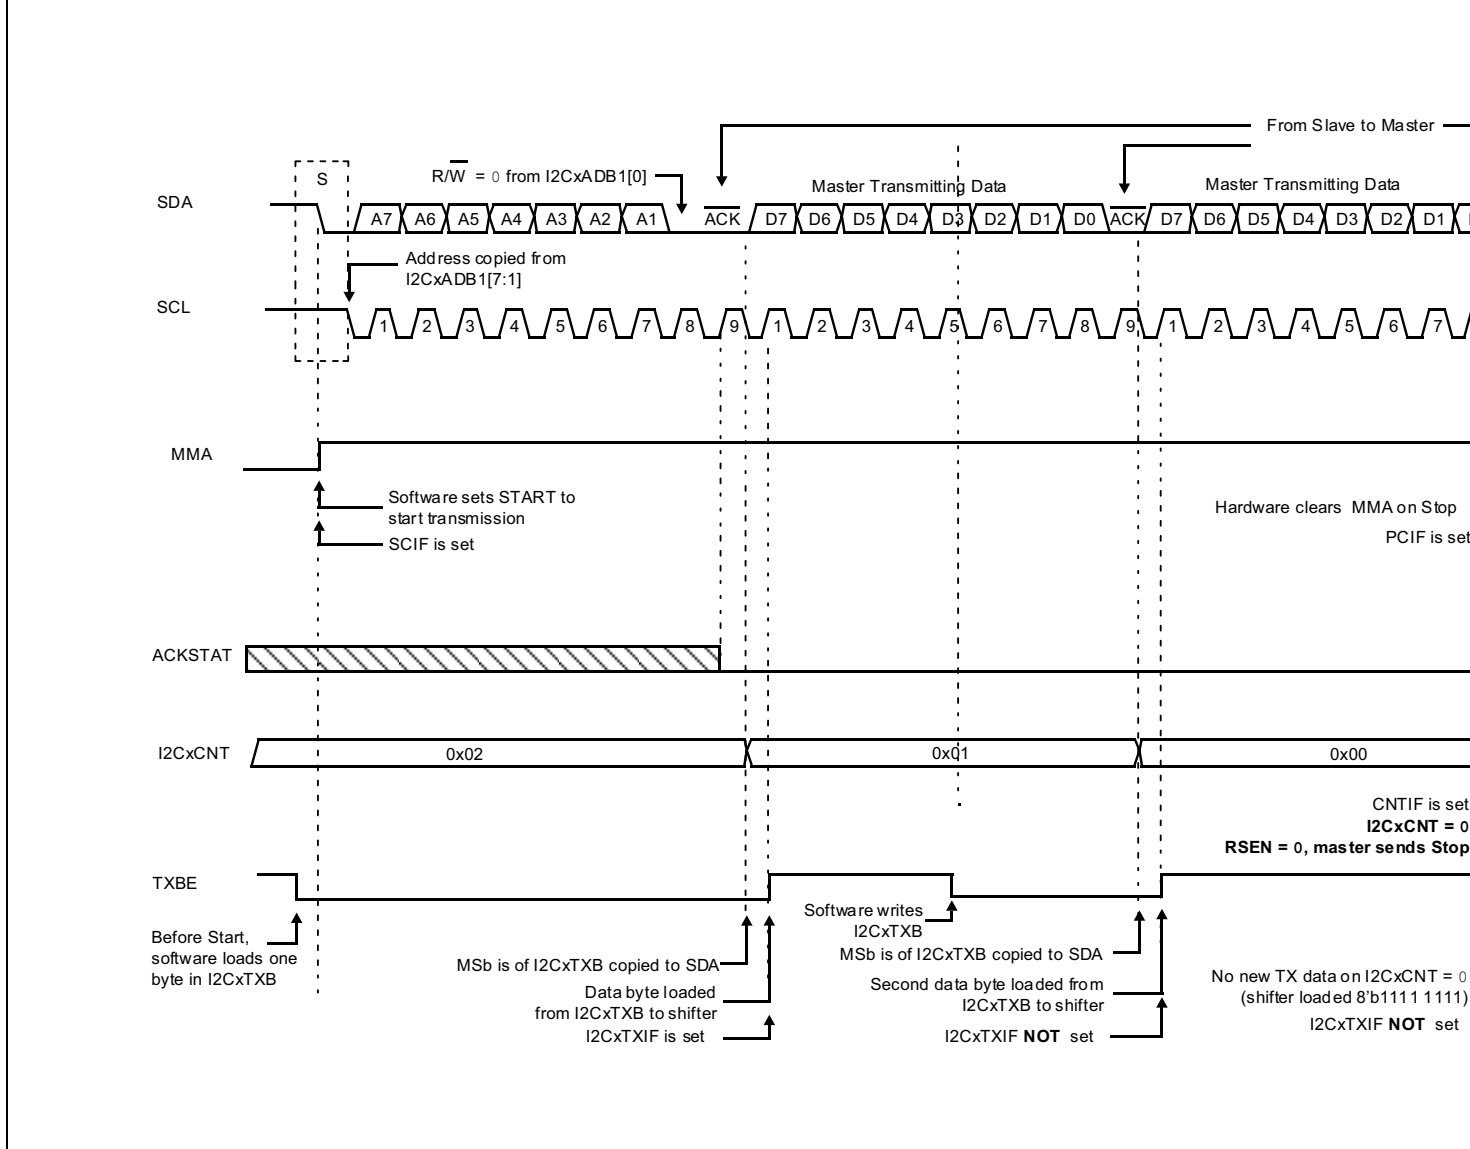 From Slave to Master
S
R/W = 0 from I2CxADB1[0]
Master Transmitting Data
Master Transmitting Data
SDA
A7 A6 A5 A4 A3 A2 A1 ACK D7 D6 D5 D4 D3 D2 D1 D0 ACK D7 D6 D5 D4 D3 D2 D1
Address copied from
I2CxADB1[7:1]
SCL
1 2 3 4 5 6 7 8 9 1 2 3 4 5 6 7 8 9 1 2 3 4 5 6 7
MMA
Software sets START to
start transmission
SCIF is set
Hardware clears MMA on Stop
PCIF is set
ACKSTAT
I2CxCNT
0x02
0x01
0x00
CNTIF is set
I2CxCNT = 0
RSEN = 0, master sends Stop
TXBE
Before Start,
software loads one
byte in I2CxTXB
MSb is of I2CxTXB copied to SDA
Data byte loaded
from I2CxTXB to shifter
I2CxTXIF is set
Software writes
I2CxTXB
MSb is of I2CxTXB copied to SDA
Second data byte loaded from
I2CxTXB to shifter
I2CxTXIF NOT set
No new TX data on I2CxCNT = 0
(shifter loaded 8'b1111 1111)
I2CxTXIF NOT set